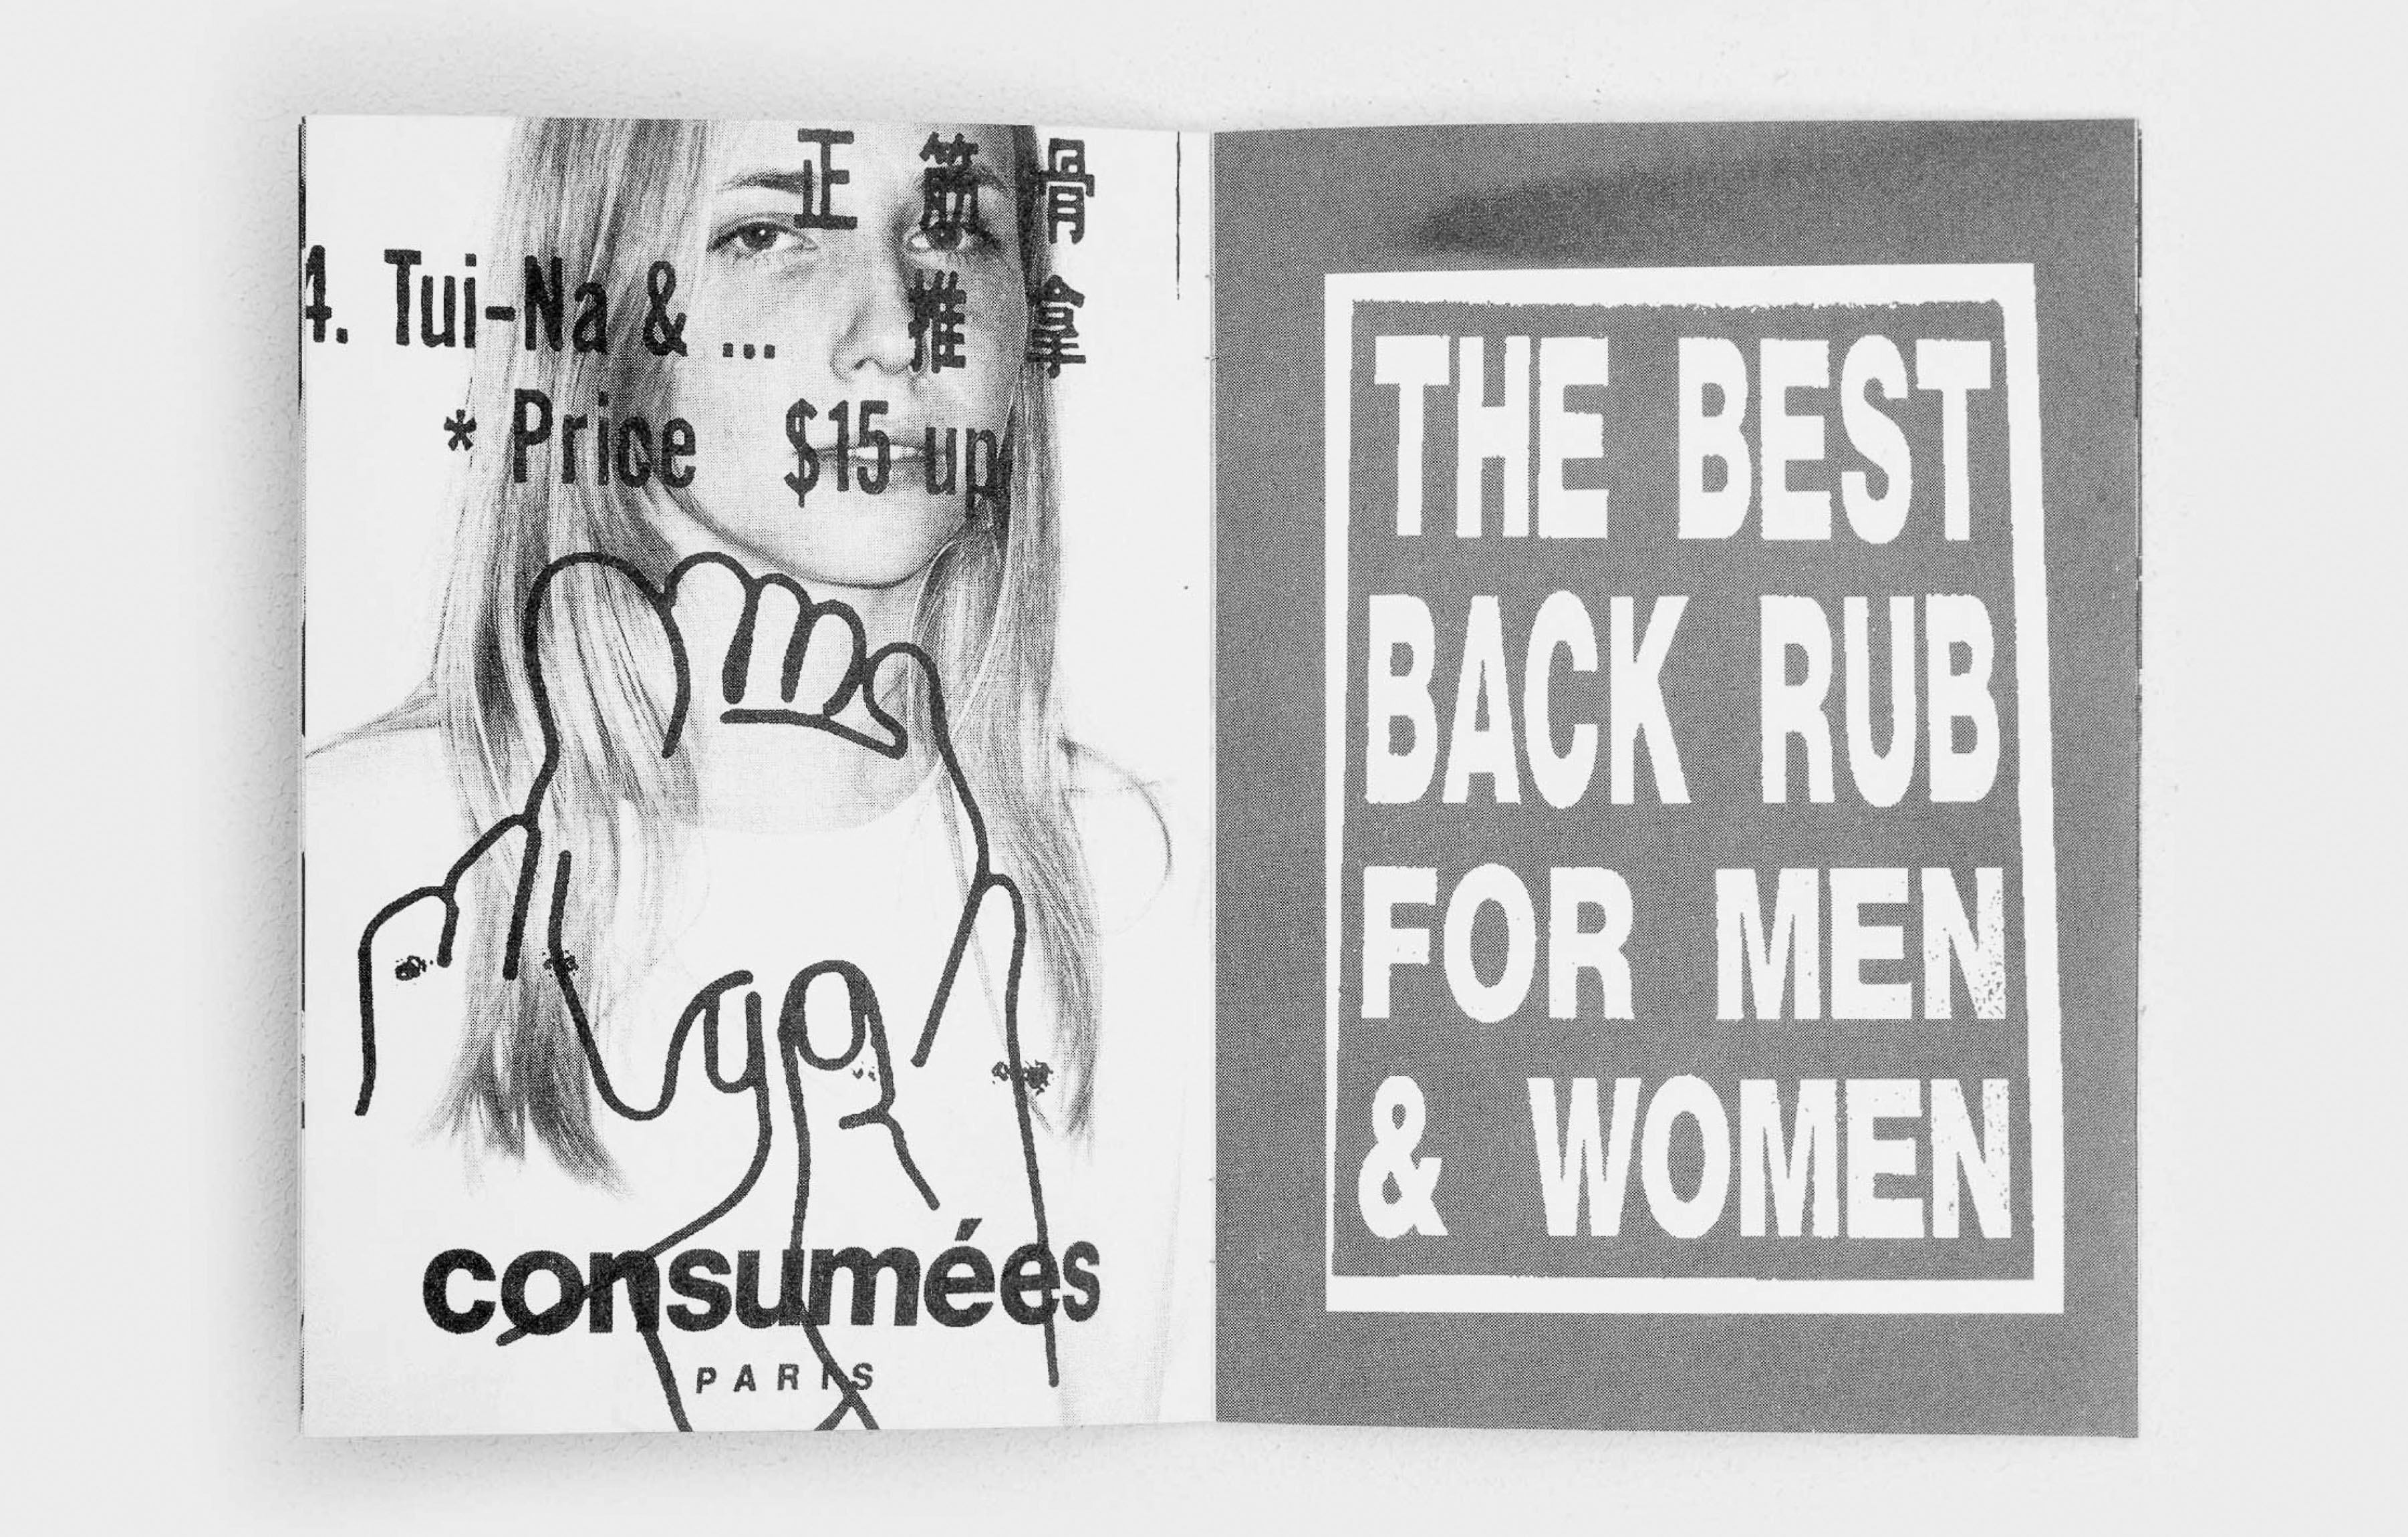 正 筋 骨
4. Tui-Na & ... 推 拿
* Price $15 up
consumées
PARIS
THE BEST
BACK RUB
FOR MEN
& WOMEN